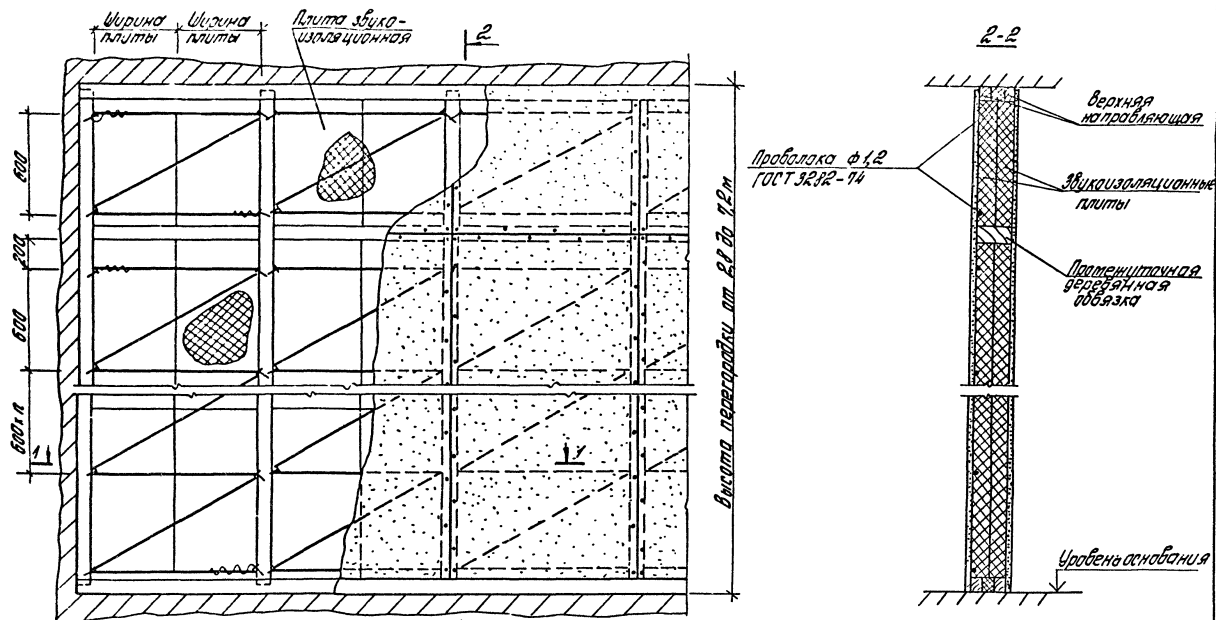 Ширина
плиты
Ширина
плиты
Плита звуко-
изоляционная
2
600
200
600
600хп
1
1
Высота перегородки от 2,8 до 7,2 м
2-2
Верхняя
направляющая
Проволока ф 1,2
ГОСТ 3282-74
Звукоизоляционные
плиты
Промежуточная
деревянная
обвязка
Уровень основания